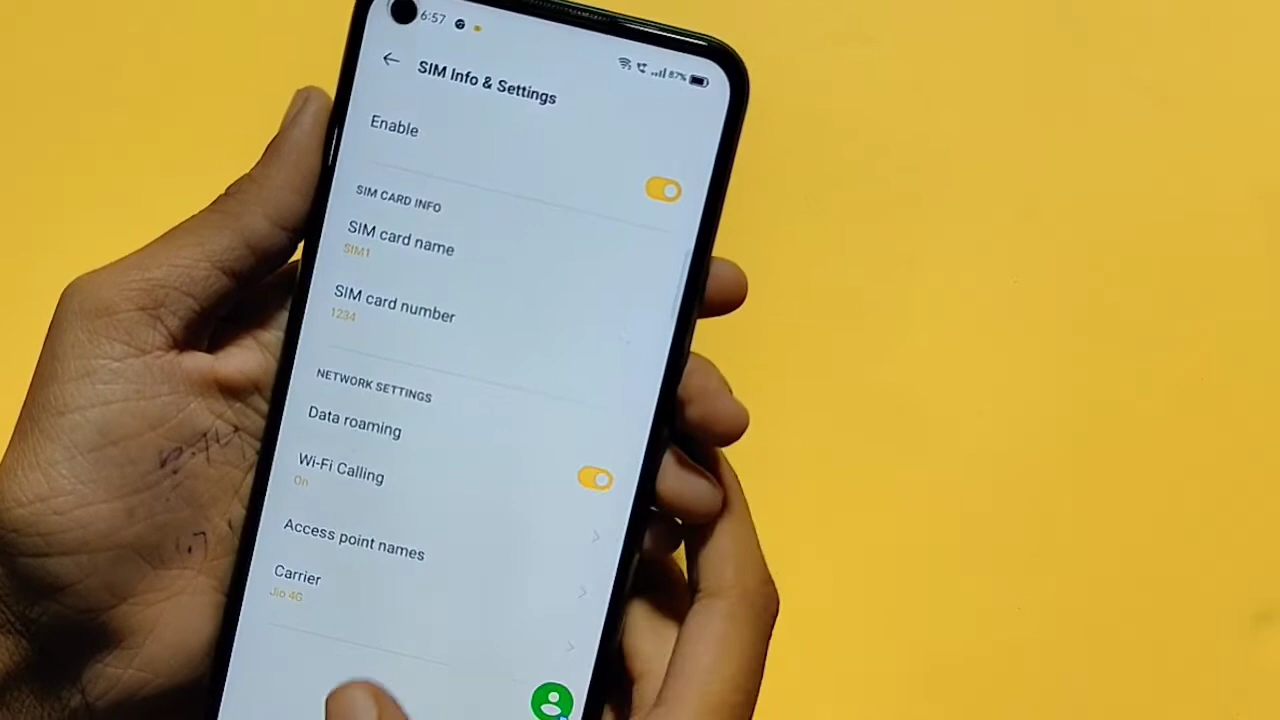 6:57
87%
SIM Info & Settings
Enable
SIM CARD INFO
SIM card name
SIM1
SIM card number
1234
NETWORK SETTINGS
Data roaming
Wi-Fi Calling
On
Access point names
Carrier
Jio 4G